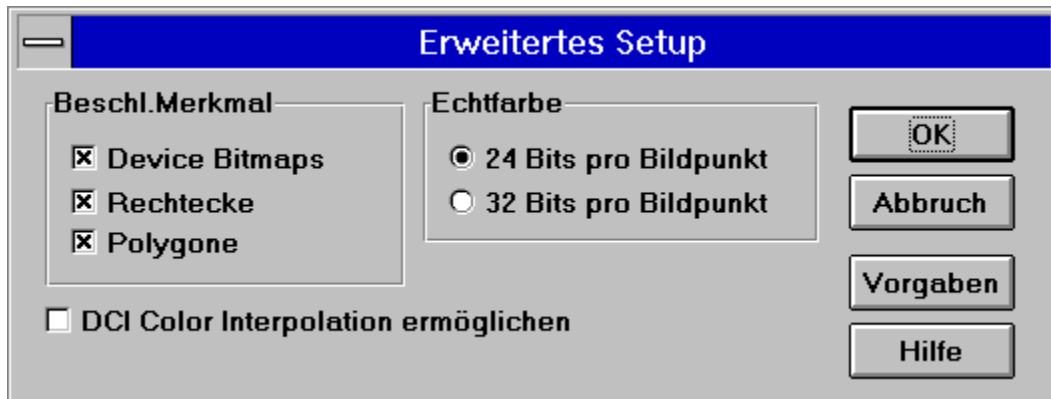 Erweitertes Setup
Beschl.Merkmal
Device Bitmaps
Rechtecke
Polygone
Echtfarbe
24 Bits pro Bildpunkt
32 Bits pro Bildpunkt
DCI Color Interpolation ermöglichen
OK
Abbruch
Vorgaben
Hilfe